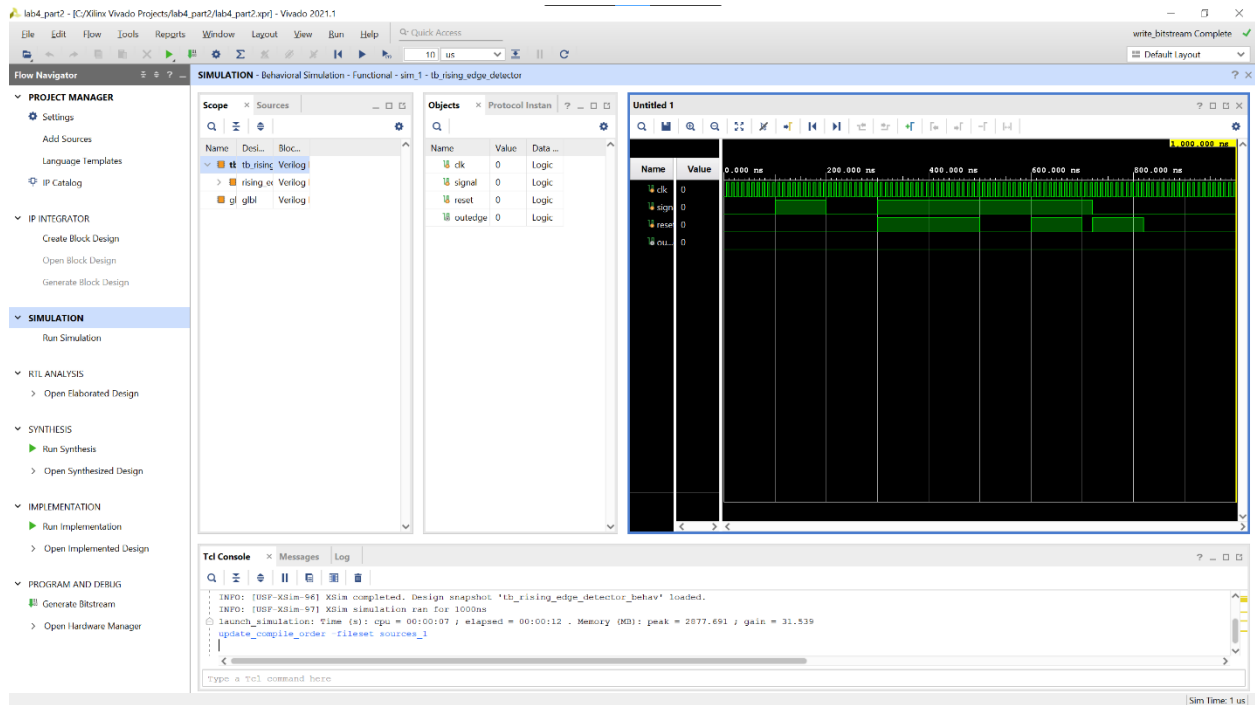 lab4_part2 - [C:/Xilinx Vivado Projects/lab4_part2/lab4_part2.xpr] - Vivado 2021.1
File Edit Flow Tools Reports Window Layout View Run Help Quick Access
write_bitstream Complete
10 us
Default Layout
Flow Navigator
SIMULATION - Behavioral Simulation - Functional - sim_1 - tb_rising_edge_detector
PROJECT MANAGER
Settings
Add Sources
Language Templates
IP Catalog
IP INTEGRATOR
Create Block Design
Open Block Design
Generate Block Design
SIMULATION
Run Simulation
RTL ANALYSIS
Open Elaborated Design
SYNTHESIS
Run Synthesis
Open Synthesized Design
IMPLEMENTATION
Run Implementation
Open Implemented Design
PROGRAM AND DEBUG
Generate Bitstream
Open Hardware Manager
Scope Sources
Name Desi... Bloc...
tb_rising Verilog
rising_ec Verilog
gl glbl Verilog
Objects Protocol Instan
Name Value Data ...
clk 0 Logic
signal 0 Logic
reset 0 Logic
outedge 0 Logic
Untitled 1
1,000.000 ns
Name Value 0.000 ns 200.000 ns 400.000 ns 600.000 ns 800.000 ns
clk 0
sign 0
reset 0
ou... 0
Tcl Console Messages Log
INFO: [USF-XSim-96] XSim completed. Design snapshot 'tb_rising_edge_detector_behav' loaded.
INFO: [USF-XSim-97] XSim simulation ran for 1000ns
launch_simulation: Time (s): cpu = 00:00:07 ; elapsed = 00:00:12 . Memory (MB): peak = 2877.691 ; gain = 31.539
update_compile_order -fileset sources_1
Type a Tcl command here
Sim Time: 1 us